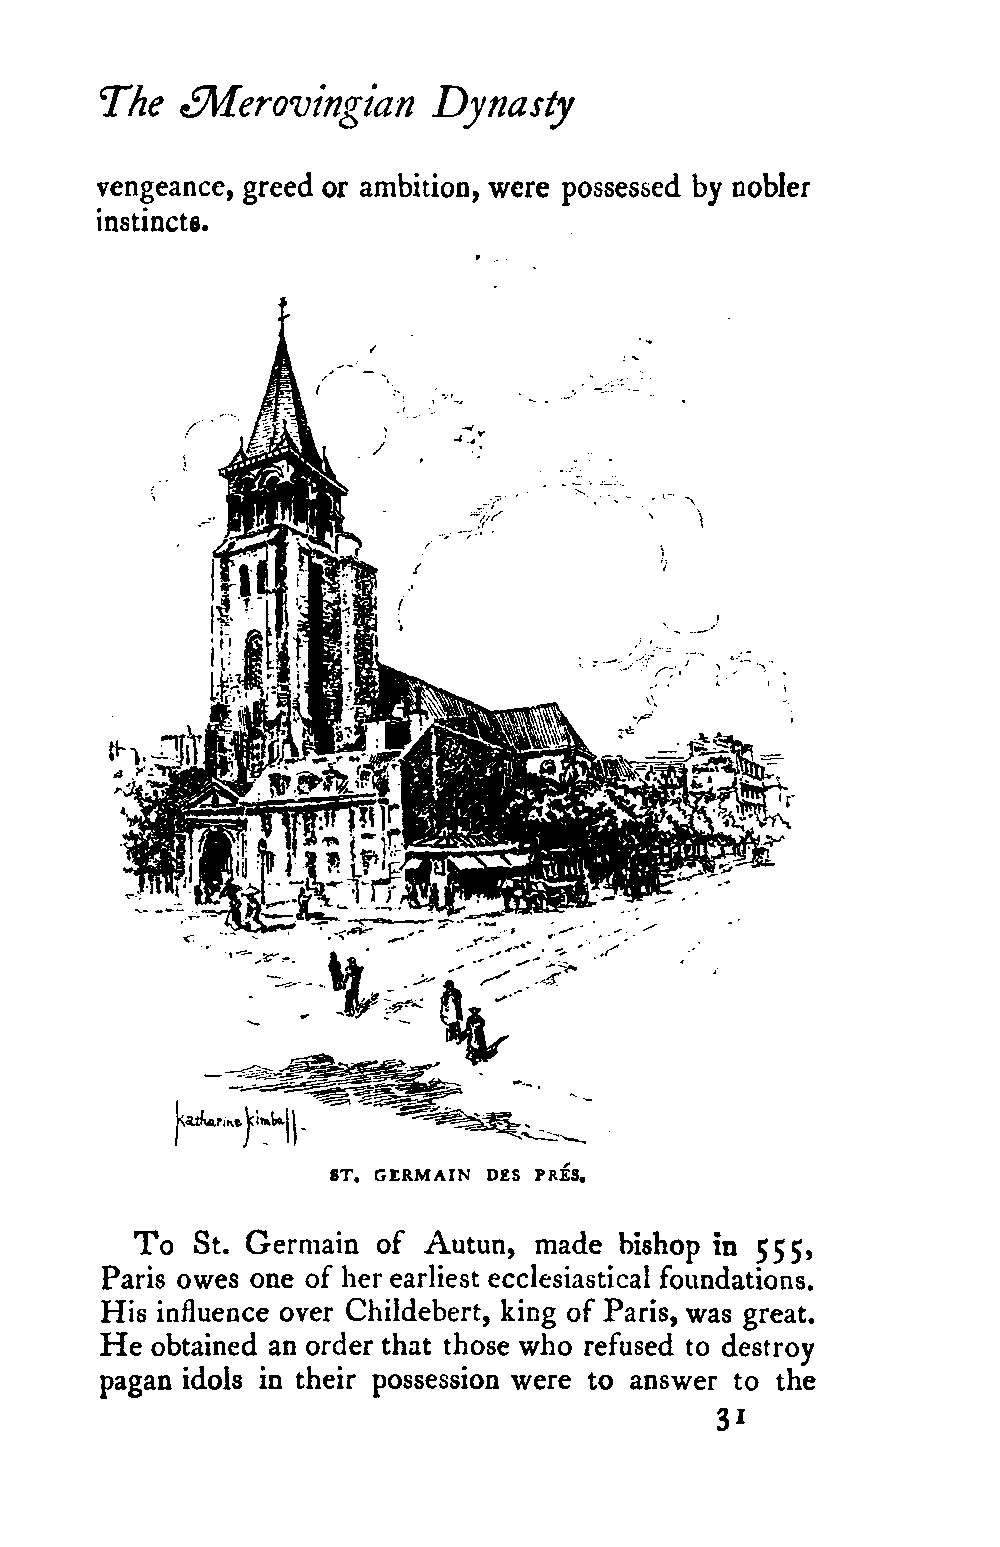 The Merovingian Dynasty
vengeance, greed or ambition, were possessed by nobler
instincts.
Katharine Kimball.
ST. GERMAIN DES PRÉS.
To St. Germain of Autun, made bishop in 555,
Paris owes one of her earliest ecclesiastical foundations.
His influence over Childebert, king of Paris, was great.
He obtained an order that those who refused to destroy
pagan idols in their possession were to answer to the
31